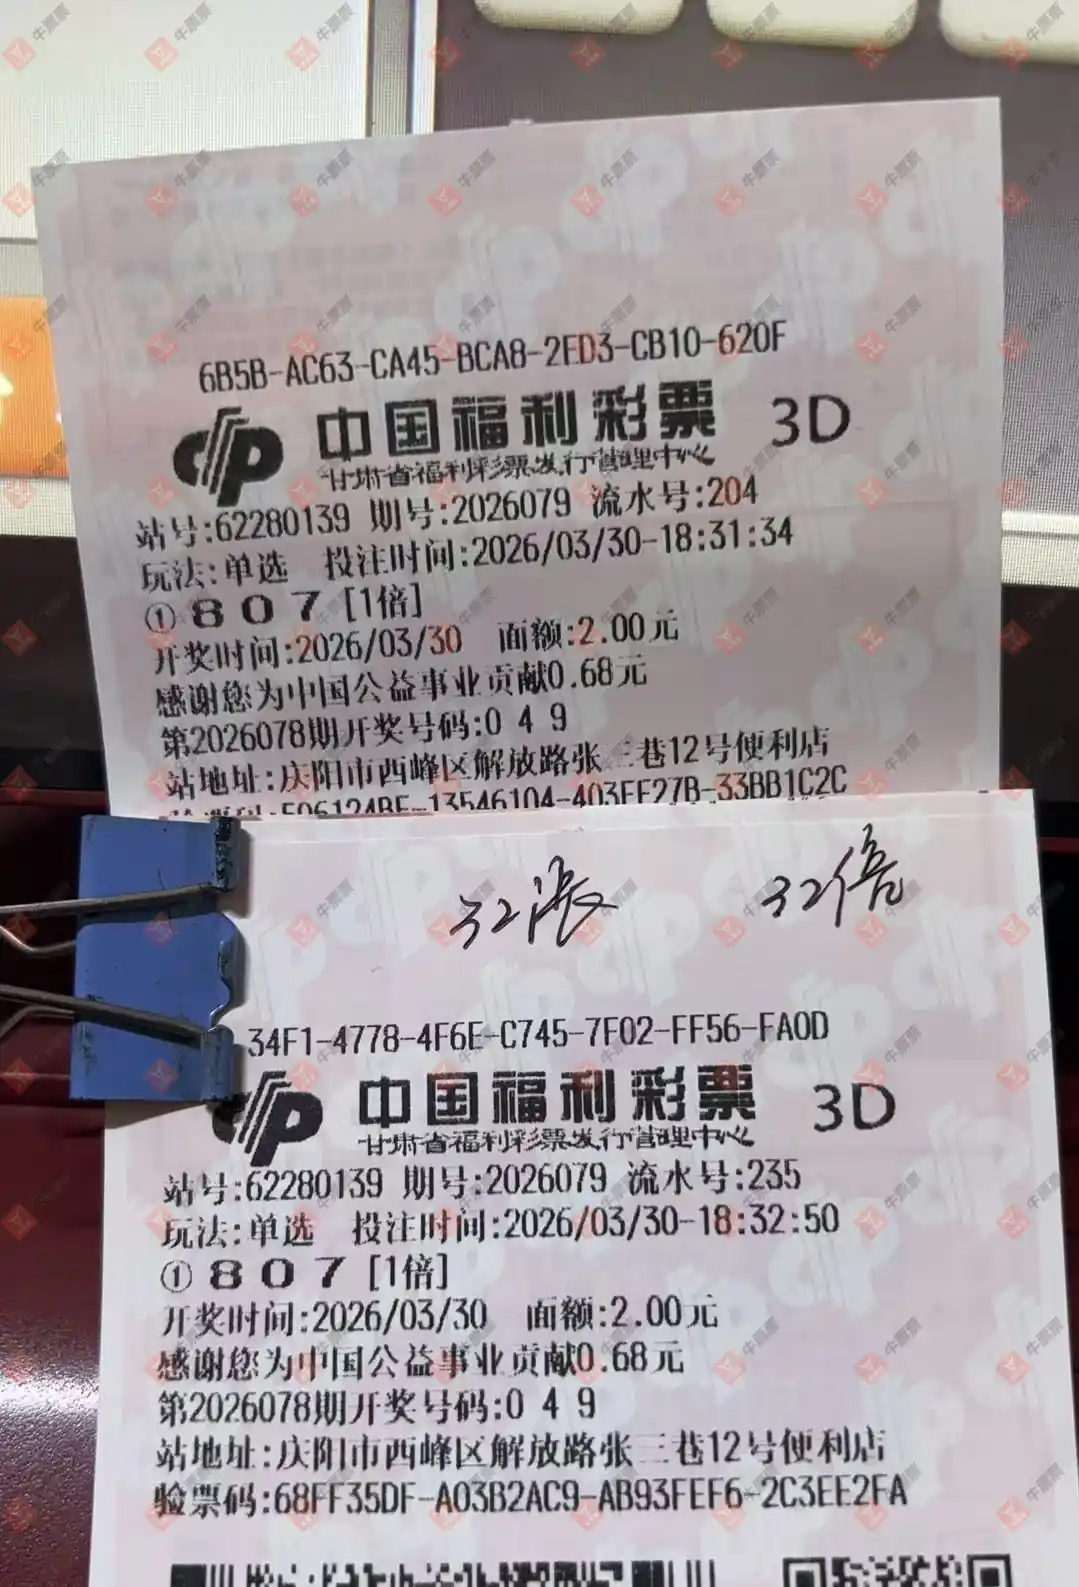 6B5B-AC63-CA45-BCA8-2ED3-CB10-620F
中国福利彩票 3D
甘肃省福利彩票发行管理中心
站号:62280139 期号:2026079 流水号:204
玩法:单选 投注时间:2026/03/30-18:31:34
① 8 0 7 [1倍]
开奖时间:2026/03/30 面额:2.00元
感谢您为中国公益事业贡献0.68元
第2026078期开奖号码:0 4 9
站地址:庆阳市西峰区解放路张三巷12号便利店
32张 32倍
34F1-4778-4F6E-C745-7F02-FF56-FA0D
中国福利彩票 3D
甘肃省福利彩票发行管理中心
站号:62280139 期号:2026079 流水号:235
玩法:单选 投注时间:2026/03/30-18:32:50
① 8 0 7 [1倍]
开奖时间:2026/03/30 面额:2.00元
感谢您为中国公益事业贡献0.68元
第2026078期开奖号码:0 4 9
站地址:庆阳市西峰区解放路张三巷12号便利店
验票码:68FF35DF-A03B2AC9-AB93FEF6-2C3EE2FA